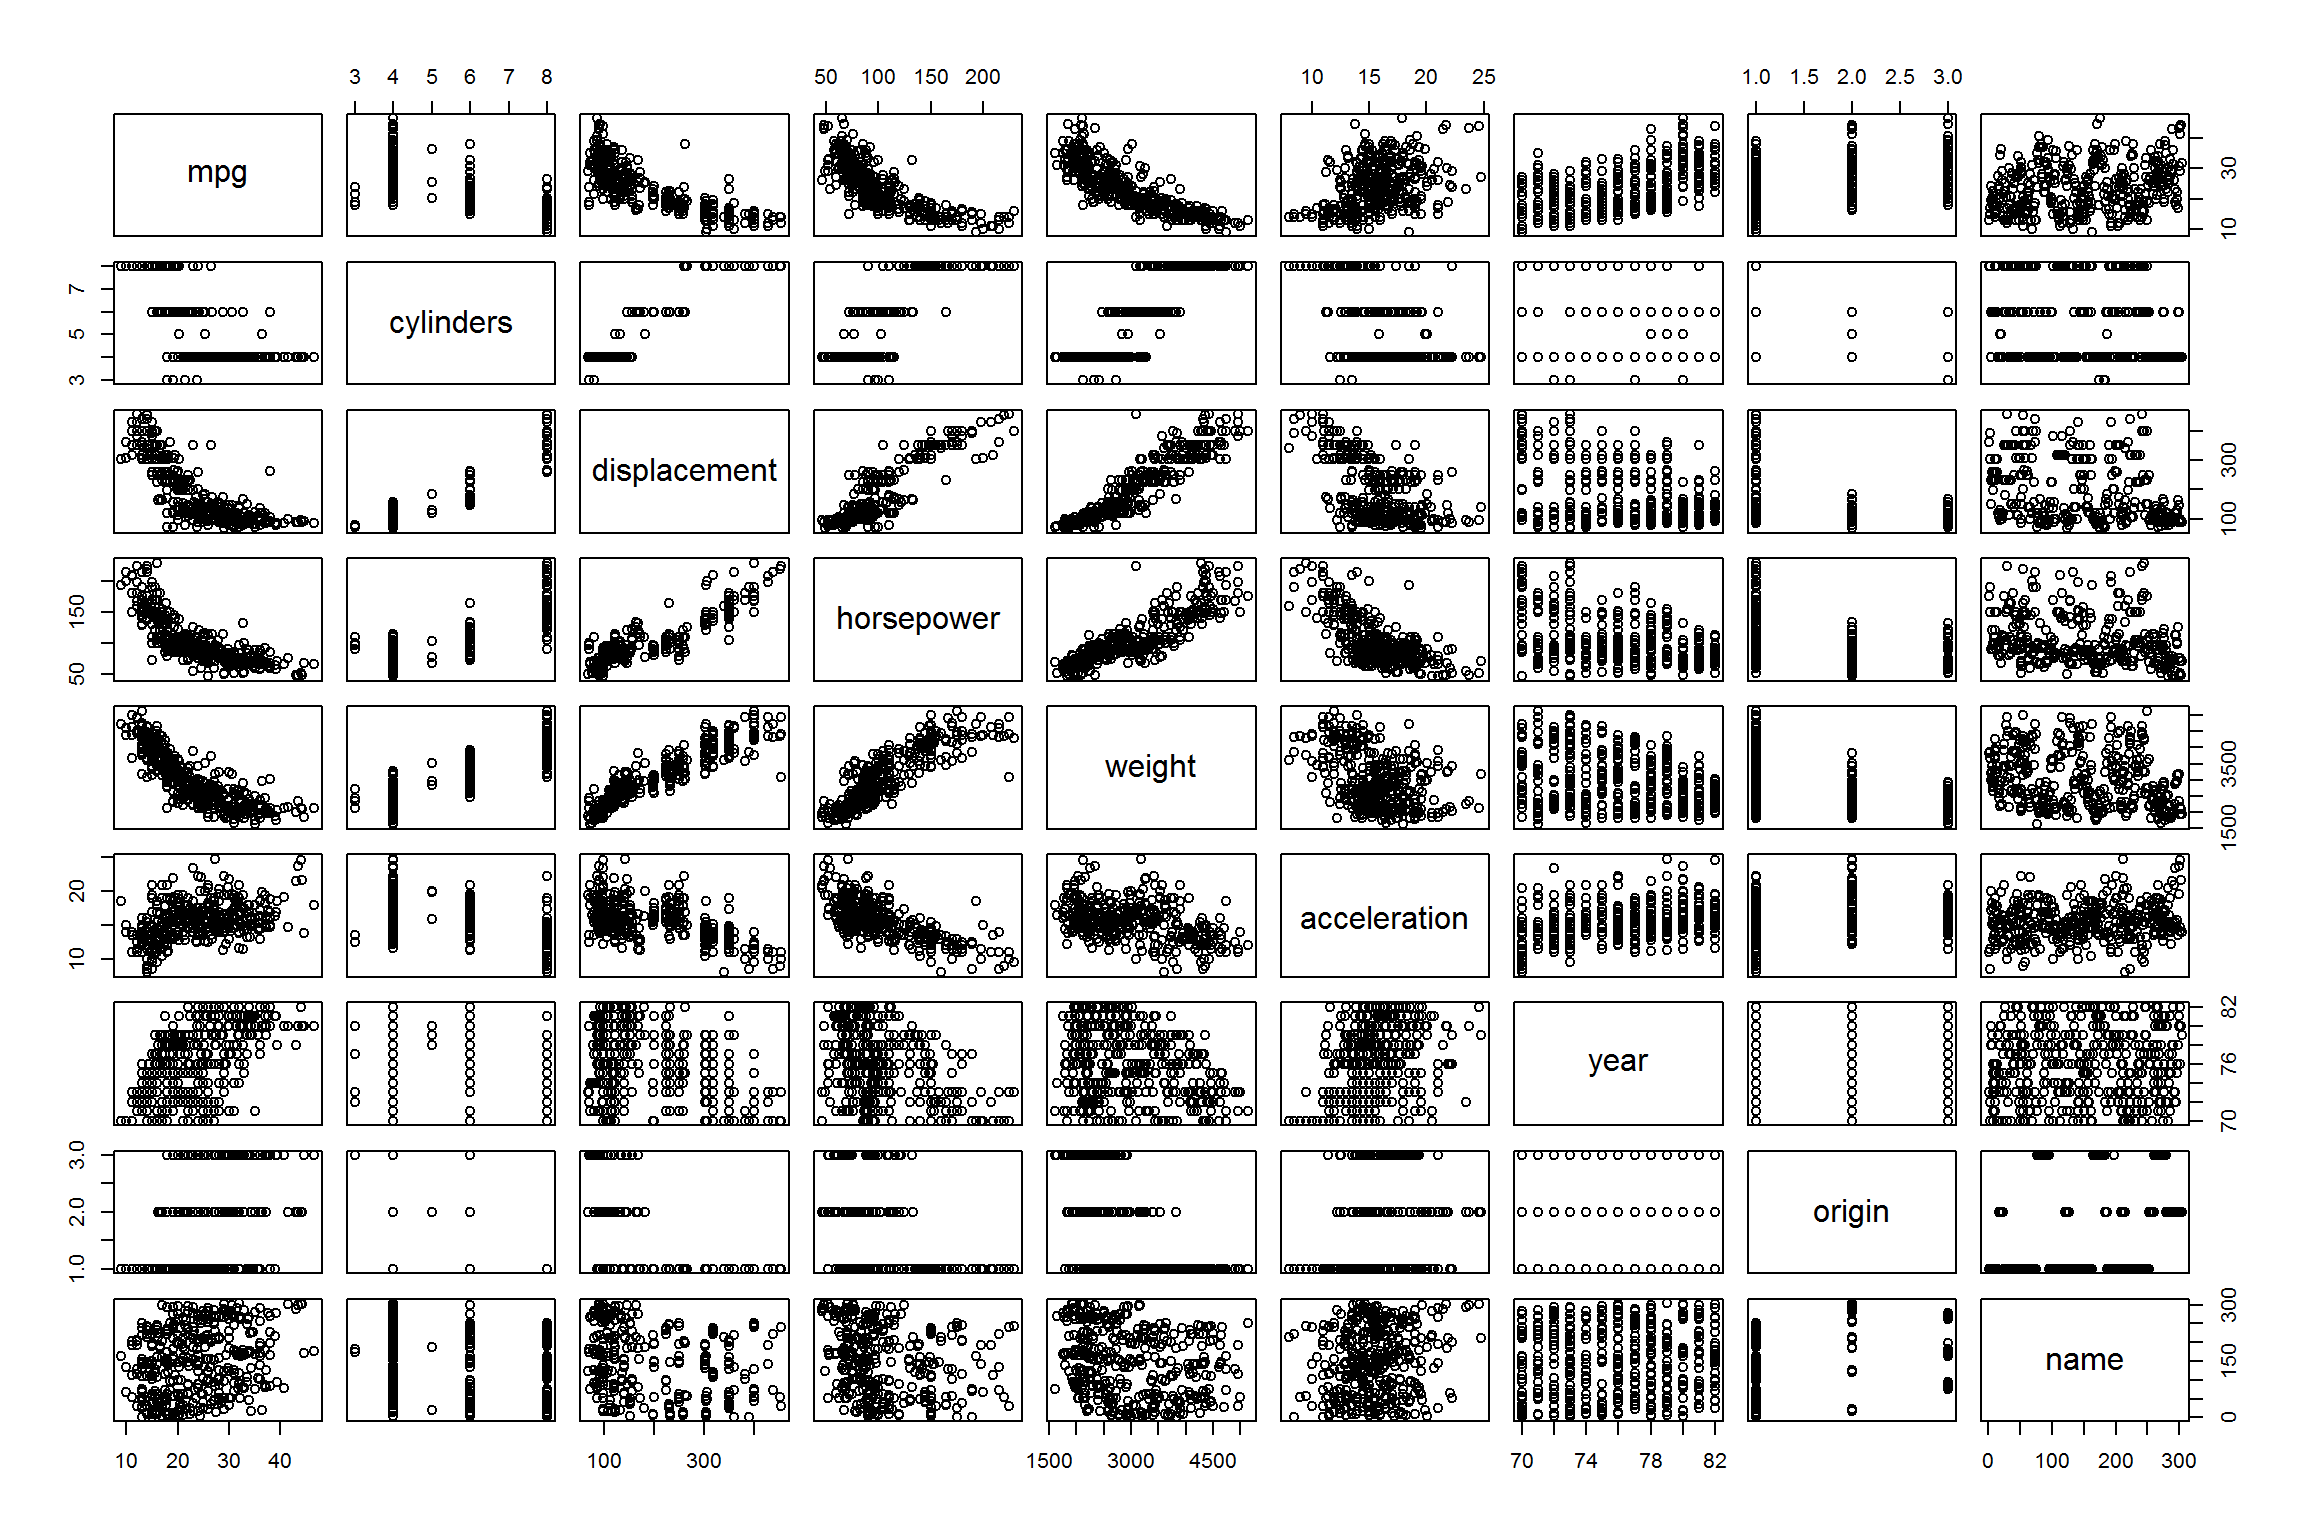 3 4 5 6 7 8 50 100 150 200 10 15 20 25 1.0 1.5 2.0 2.5 3.0
mpg 10 30
3 5 7 cylinders
displacement 100 300
50 150 horsepower
weight 1500 3500
10 20 acceleration
year 70 76 82
1.0 2.0 3.0 origin
name 0 150 300
10 20 30 40 100 300 1500 3000 4500 70 74 78 82 0 100 200 300